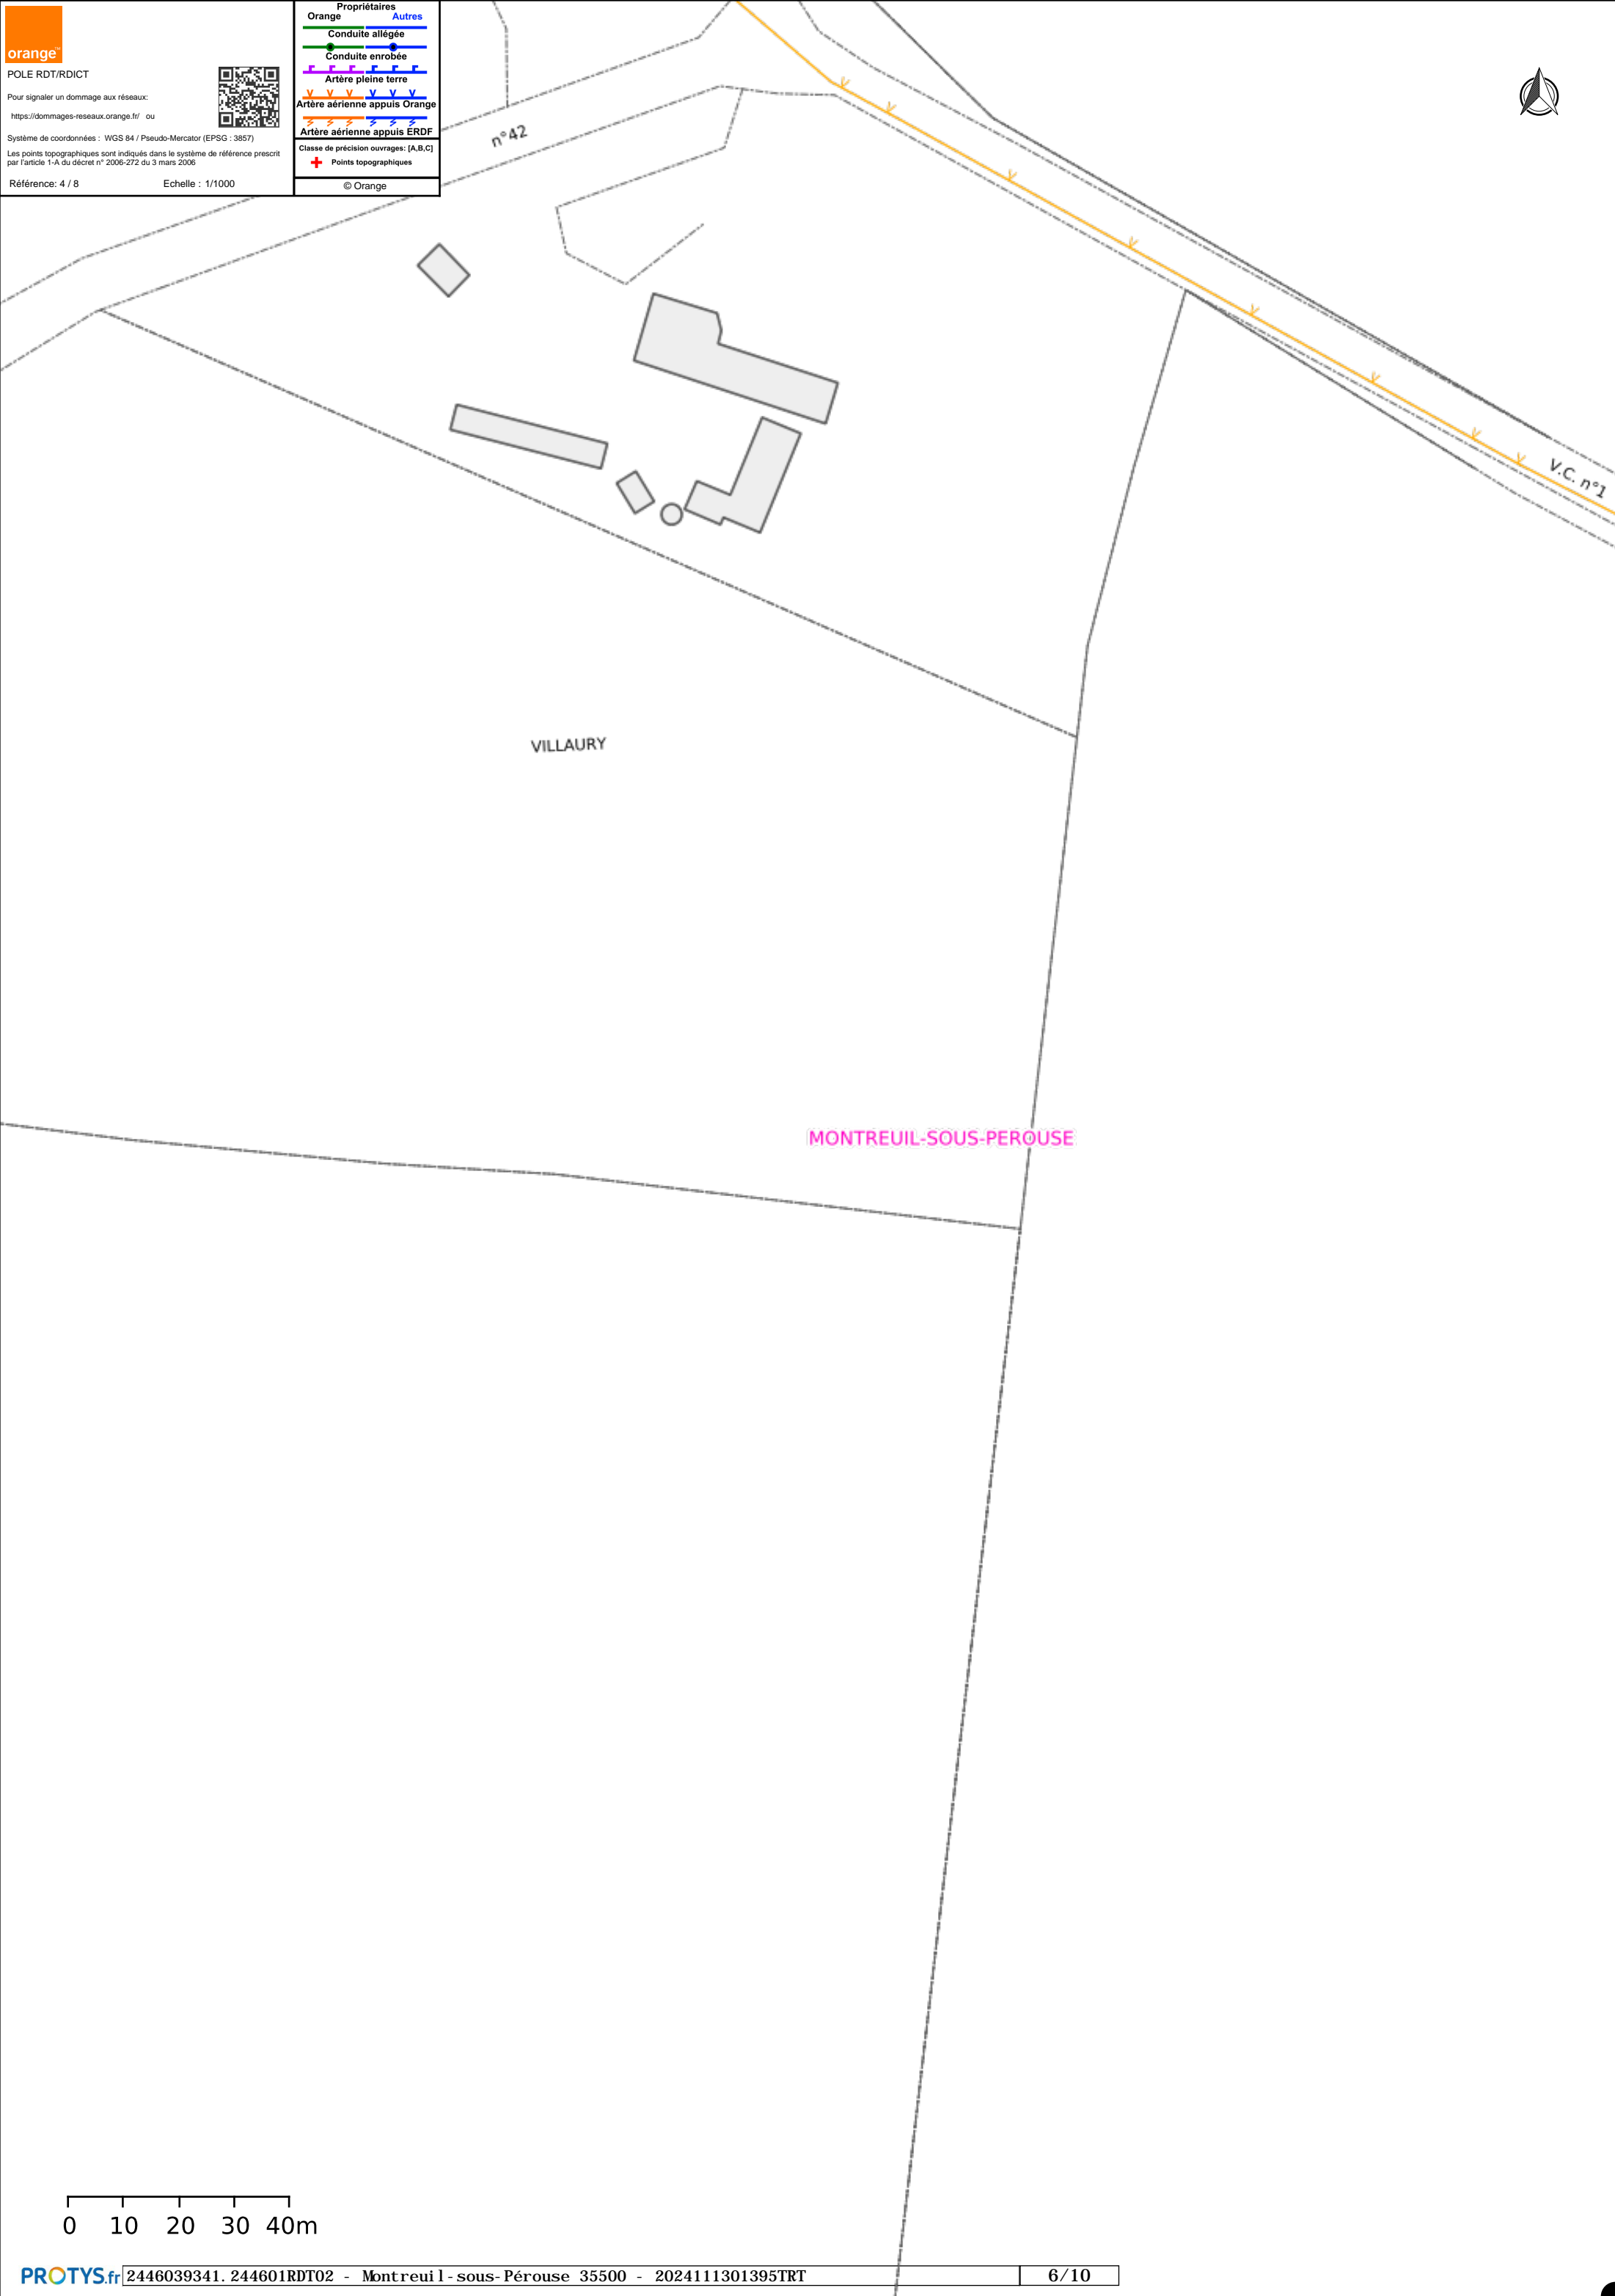 orange™
POLE RDT/RDICT
Pour signaler un dommage aux réseaux:
https://dommages-reseaux.orange.fr/ ou
Système de coordonnées : WGS 84 / Pseudo-Mercator (EPSG : 3857)
Les points topographiques sont indiqués dans le système de référence prescrit
par l'article 1-A du décret n° 2006-272 du 3 mars 2006
Référence: 4 / 8 Echelle : 1/1000
Propriétaires
Orange Autres
Conduite allégée
Conduite enrobée
Artère pleine terre
Artère aérienne appuis Orange
Artère aérienne appuis ERDF
Classe de précision ouvrages: [A,B,C]
Points topographiques
© Orange
n°42
V.C. n°1
VILLAURY
MONTREUIL-SOUS-PEROUSE
0 10 20 30 40m
PROTYS.fr 2446039341.244601RDT02 - Montreuil-sous-Pérouse 35500 - 2024111301395TRT 6/10